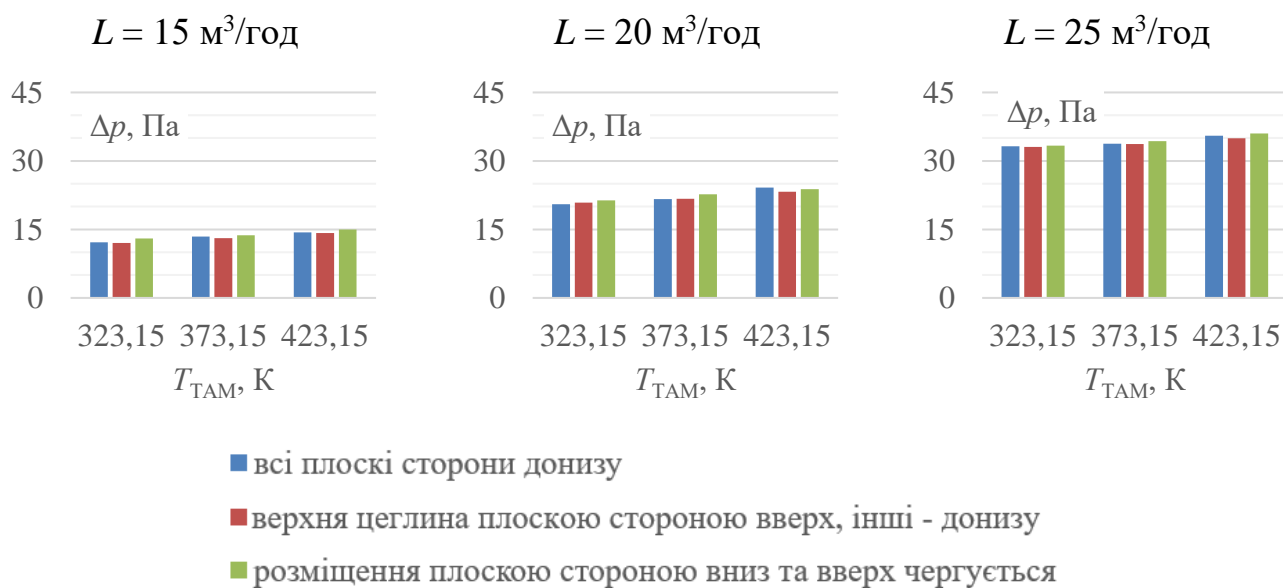 L = 15 м³/год
L = 20 м³/год
L = 25 м³/год
45
30
15
0
Δp, Па
323,15 373,15 423,15
T_ТАМ, К
45
30
15
0
Δp, Па
323,15 373,15 423,15
T_ТАМ, К
45
30
15
0
Δp, Па
323,15 373,15 423,15
T_ТАМ, К
всі плоскі сторони донизу
верхня цеглина плоскою стороною вверх, інші - донизу
розміщення плоскою стороною вниз та вверх чергується